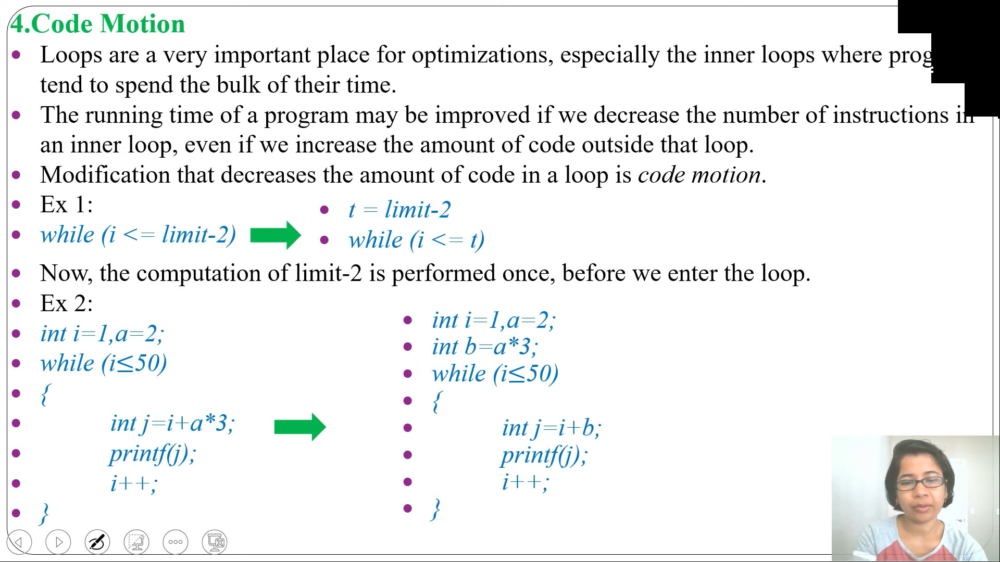 4.Code Motion
Loops are a very important place for optimizations, especially the inner loops where
tend to spend the bulk of their time.
The running time of a program may be improved if we decrease the number of instructions in
an inner loop, even if we increase the amount of code outside that loop.
Modification that decreases the amount of code in a loop is code motion.
Ex 1:
while (i <= limit-2)
t = limit-2
while (i <= t)
Now, the computation of limit-2 is performed once, before we enter the loop.
Ex 2:
int i=1,a=2;
while (i≤50)
{
int j=i+a*3;
printf(j);
i++;
}
int i=1,a=2;
int b=a*3;
while (i≤50)
{
int j=i+b;
printf(j);
i++;
}